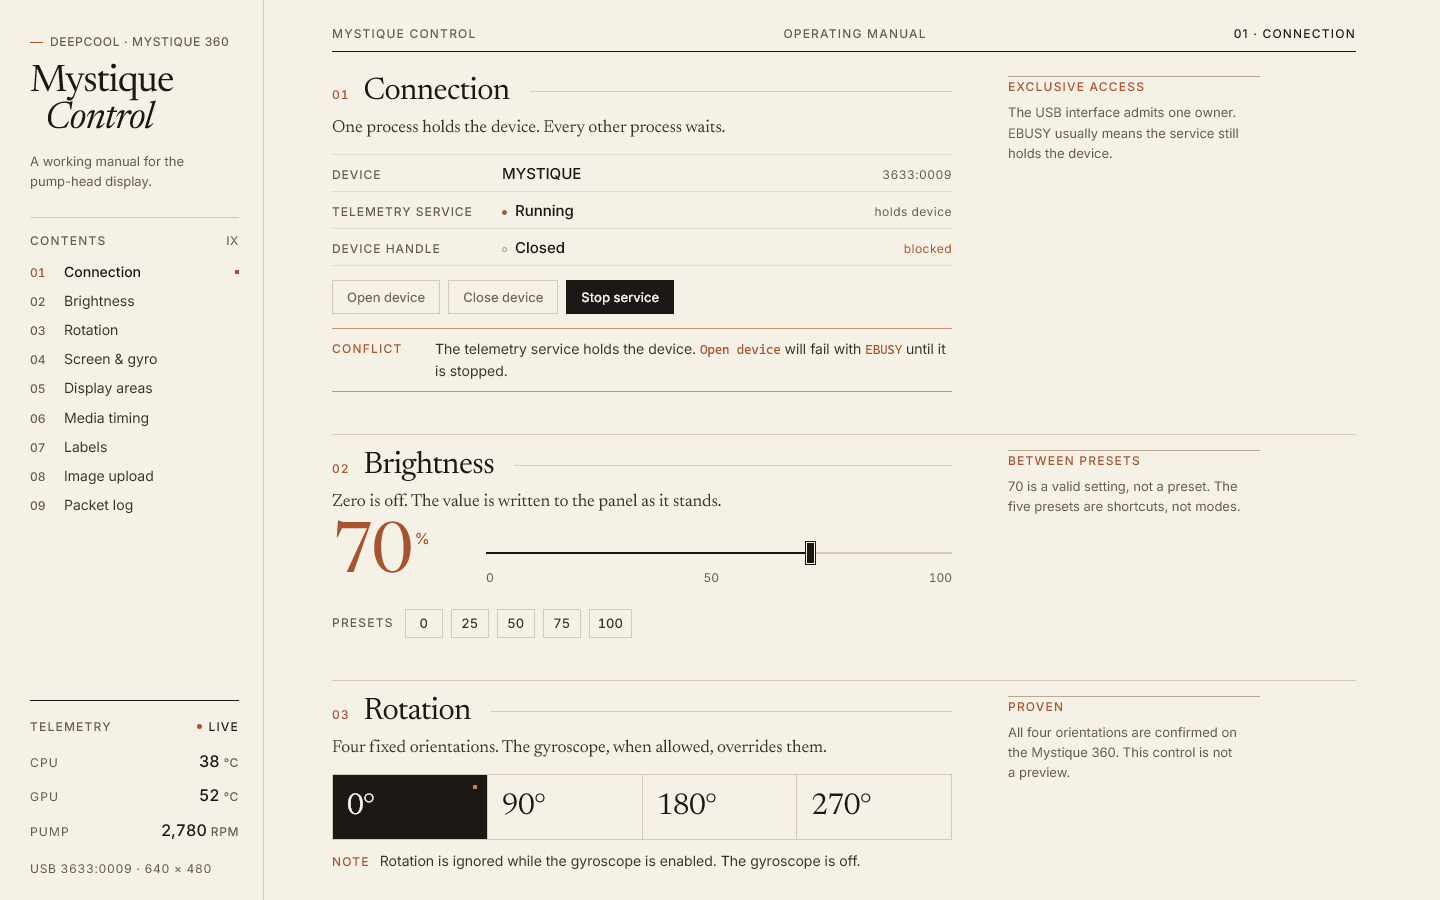 — DEEPCOOL · MYSTIQUE 360
Mystique
Control
A working manual for the
pump-head display.
CONTENTS IX
01 Connection
02 Brightness
03 Rotation
04 Screen & gyro
05 Display areas
06 Media timing
07 Labels
08 Image upload
09 Packet log
TELEMETRY LIVE
CPU 38 °C
GPU 52 °C
PUMP 2,780 RPM
USB 3633:0009 · 640 × 480
MYSTIQUE CONTROL OPERATING MANUAL 01 · CONNECTION
01 Connection
One process holds the device. Every other process waits.
DEVICE MYSTIQUE 3633:0009
TELEMETRY SERVICE Running holds device
DEVICE HANDLE Closed blocked
Open device Close device Stop service
CONFLICT The telemetry service holds the device. Open device will fail with EBUSY until it
is stopped.
EXCLUSIVE ACCESS
The USB interface admits one owner.
EBUSY usually means the service still
holds the device.
02 Brightness
Zero is off. The value is written to the panel as it stands.
70 %
0 50 100
PRESETS 0 25 50 75 100
BETWEEN PRESETS
70 is a valid setting, not a preset. The
five presets are shortcuts, not modes.
03 Rotation
Four fixed orientations. The gyroscope, when allowed, overrides them.
0° 90° 180° 270°
NOTE Rotation is ignored while the gyroscope is enabled. The gyroscope is off.
PROVEN
All four orientations are confirmed on
the Mystique 360. This control is not
a preview.